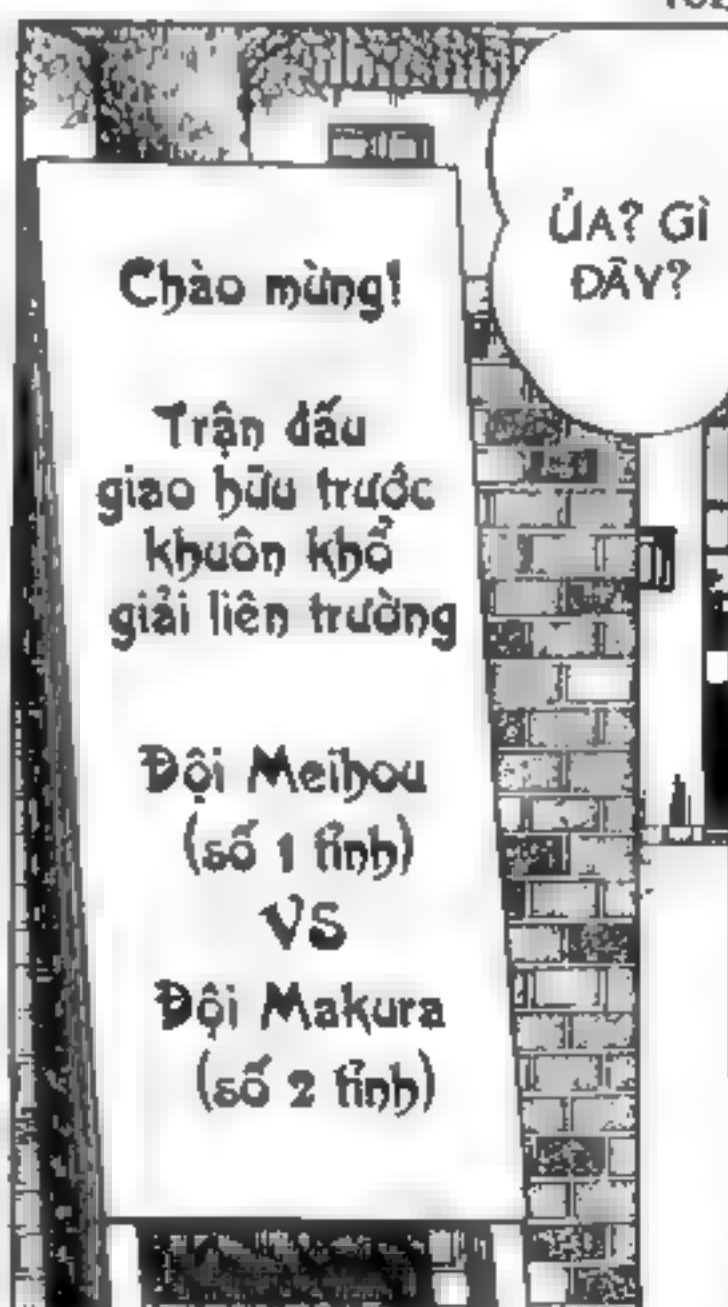 ỦA? GÌ
ĐÂY?
Chào mừng!
Trận đấu
giao hữu trước
khuôn khổ
giải liên trường
Đội Meihou
(số 1 tỉnh)
VS
Đội Makura
(số 2 tỉnh)